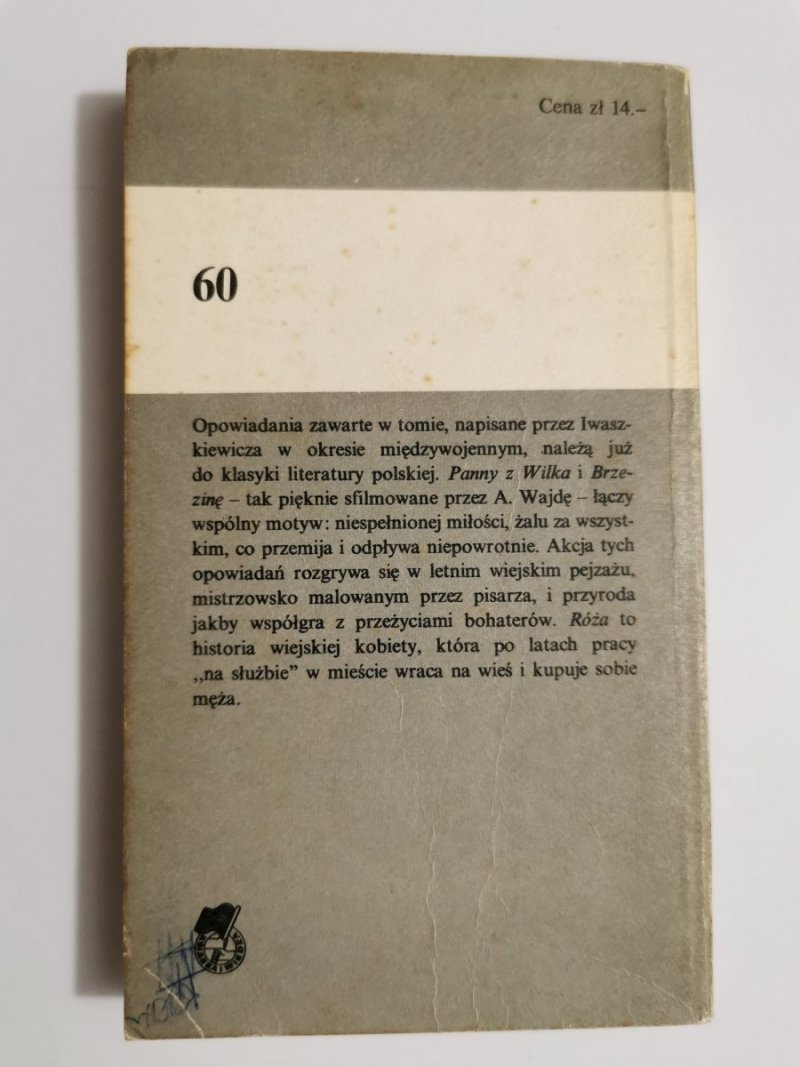 Cena zł 14.–
60
Opowiadania zawarte w tomie, napisane przez Iwasz-
kiewicza w okresie międzywojennym, należą już
do klasyki literatury polskiej. Panny z Wilka i Brze-
zinę – tak pięknie sfilmowane przez A. Wajdę – łączy
wspólny motyw: niespełnionej miłości, żalu za wszyst-
kim, co przemija i odpływa niepowrotnie. Akcja tych
opowiadań rozgrywa się w letnim wiejskim pejzażu,
mistrzowsko malowanym przez pisarza, i przyroda
jakby współgra z przeżyciami bohaterów. Róża to
historia wiejskiej kobiety, która po latach pracy
„na służbie” w mieście wraca na wieś i kupuje sobie
męża.